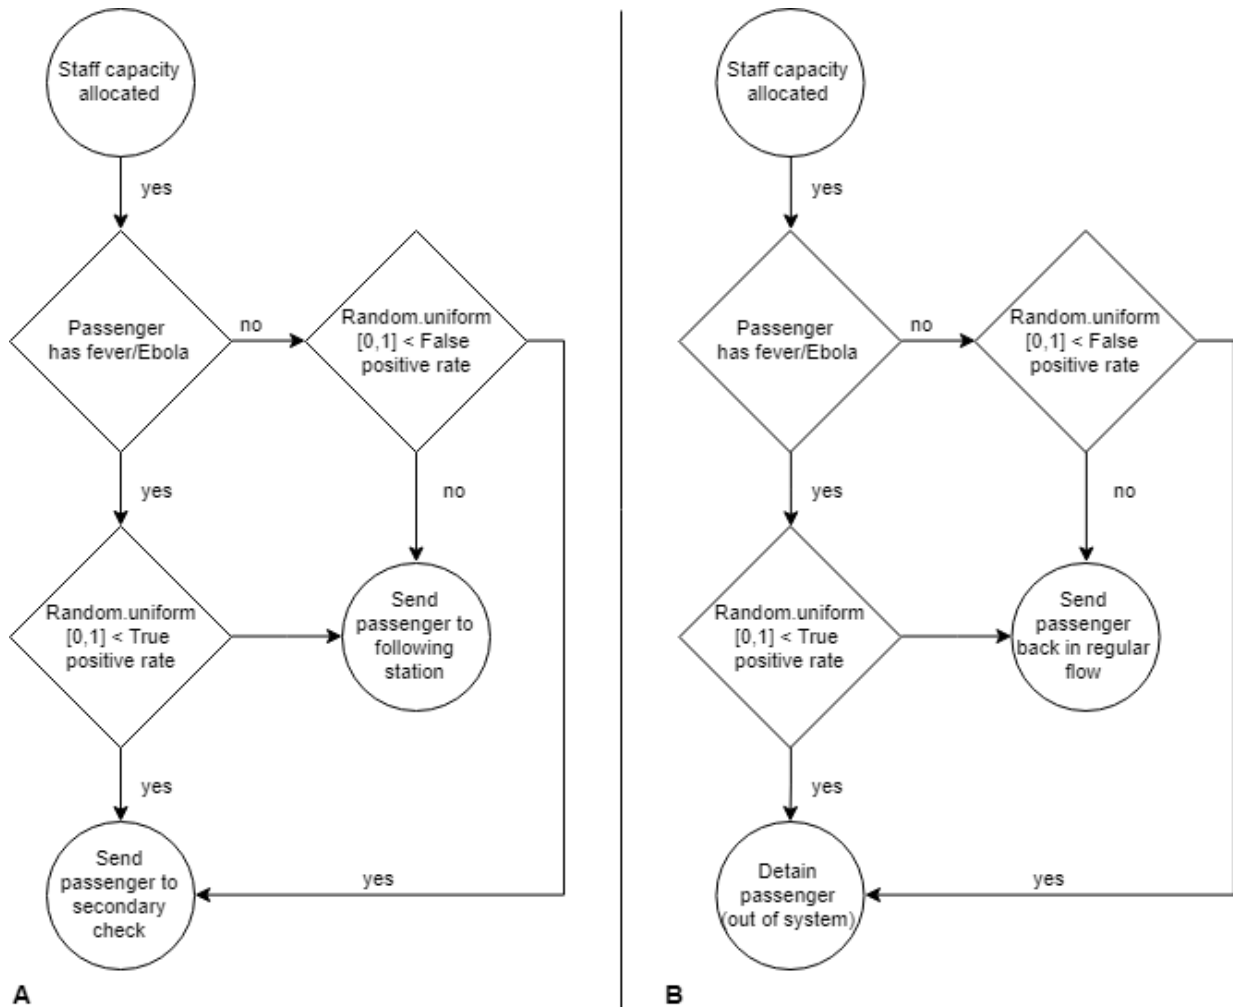 Staff capacity
allocated
yes
Passenger
has fever/Ebola
no
Random.uniform
[0,1] < False
positive rate
yes
no
Random.uniform
[0,1] < True
positive rate
Send
passenger to
following
station
yes
Send
passenger to
secondary
check
yes
A
Staff capacity
allocated
yes
Passenger
has fever/Ebola
no
Random.uniform
[0,1] < False
positive rate
yes
no
Random.uniform
[0,1] < True
positive rate
Send
passenger
back in regular
flow
yes
Detain
passenger
(out of system)
yes
B